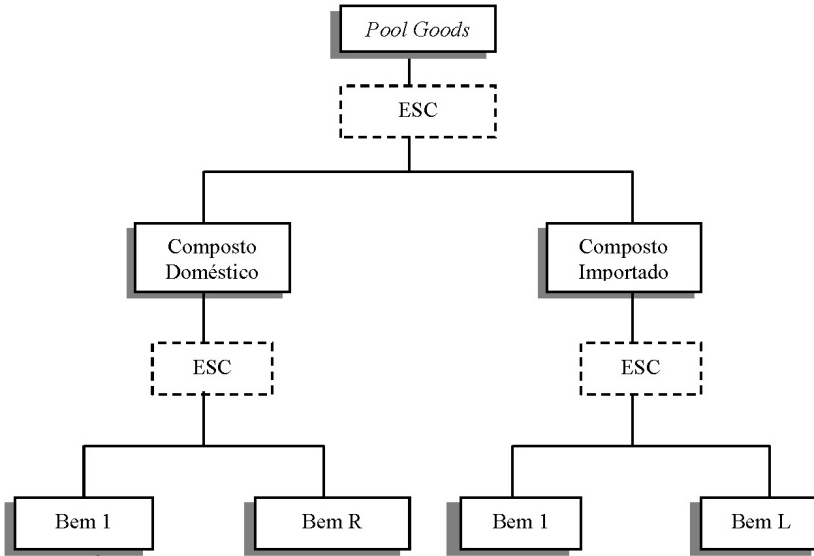 Pool Goods
ESC
Composto
Doméstico
Composto
Importado
ESC
ESC
Bem 1
Bem R
Bem 1
Bem L